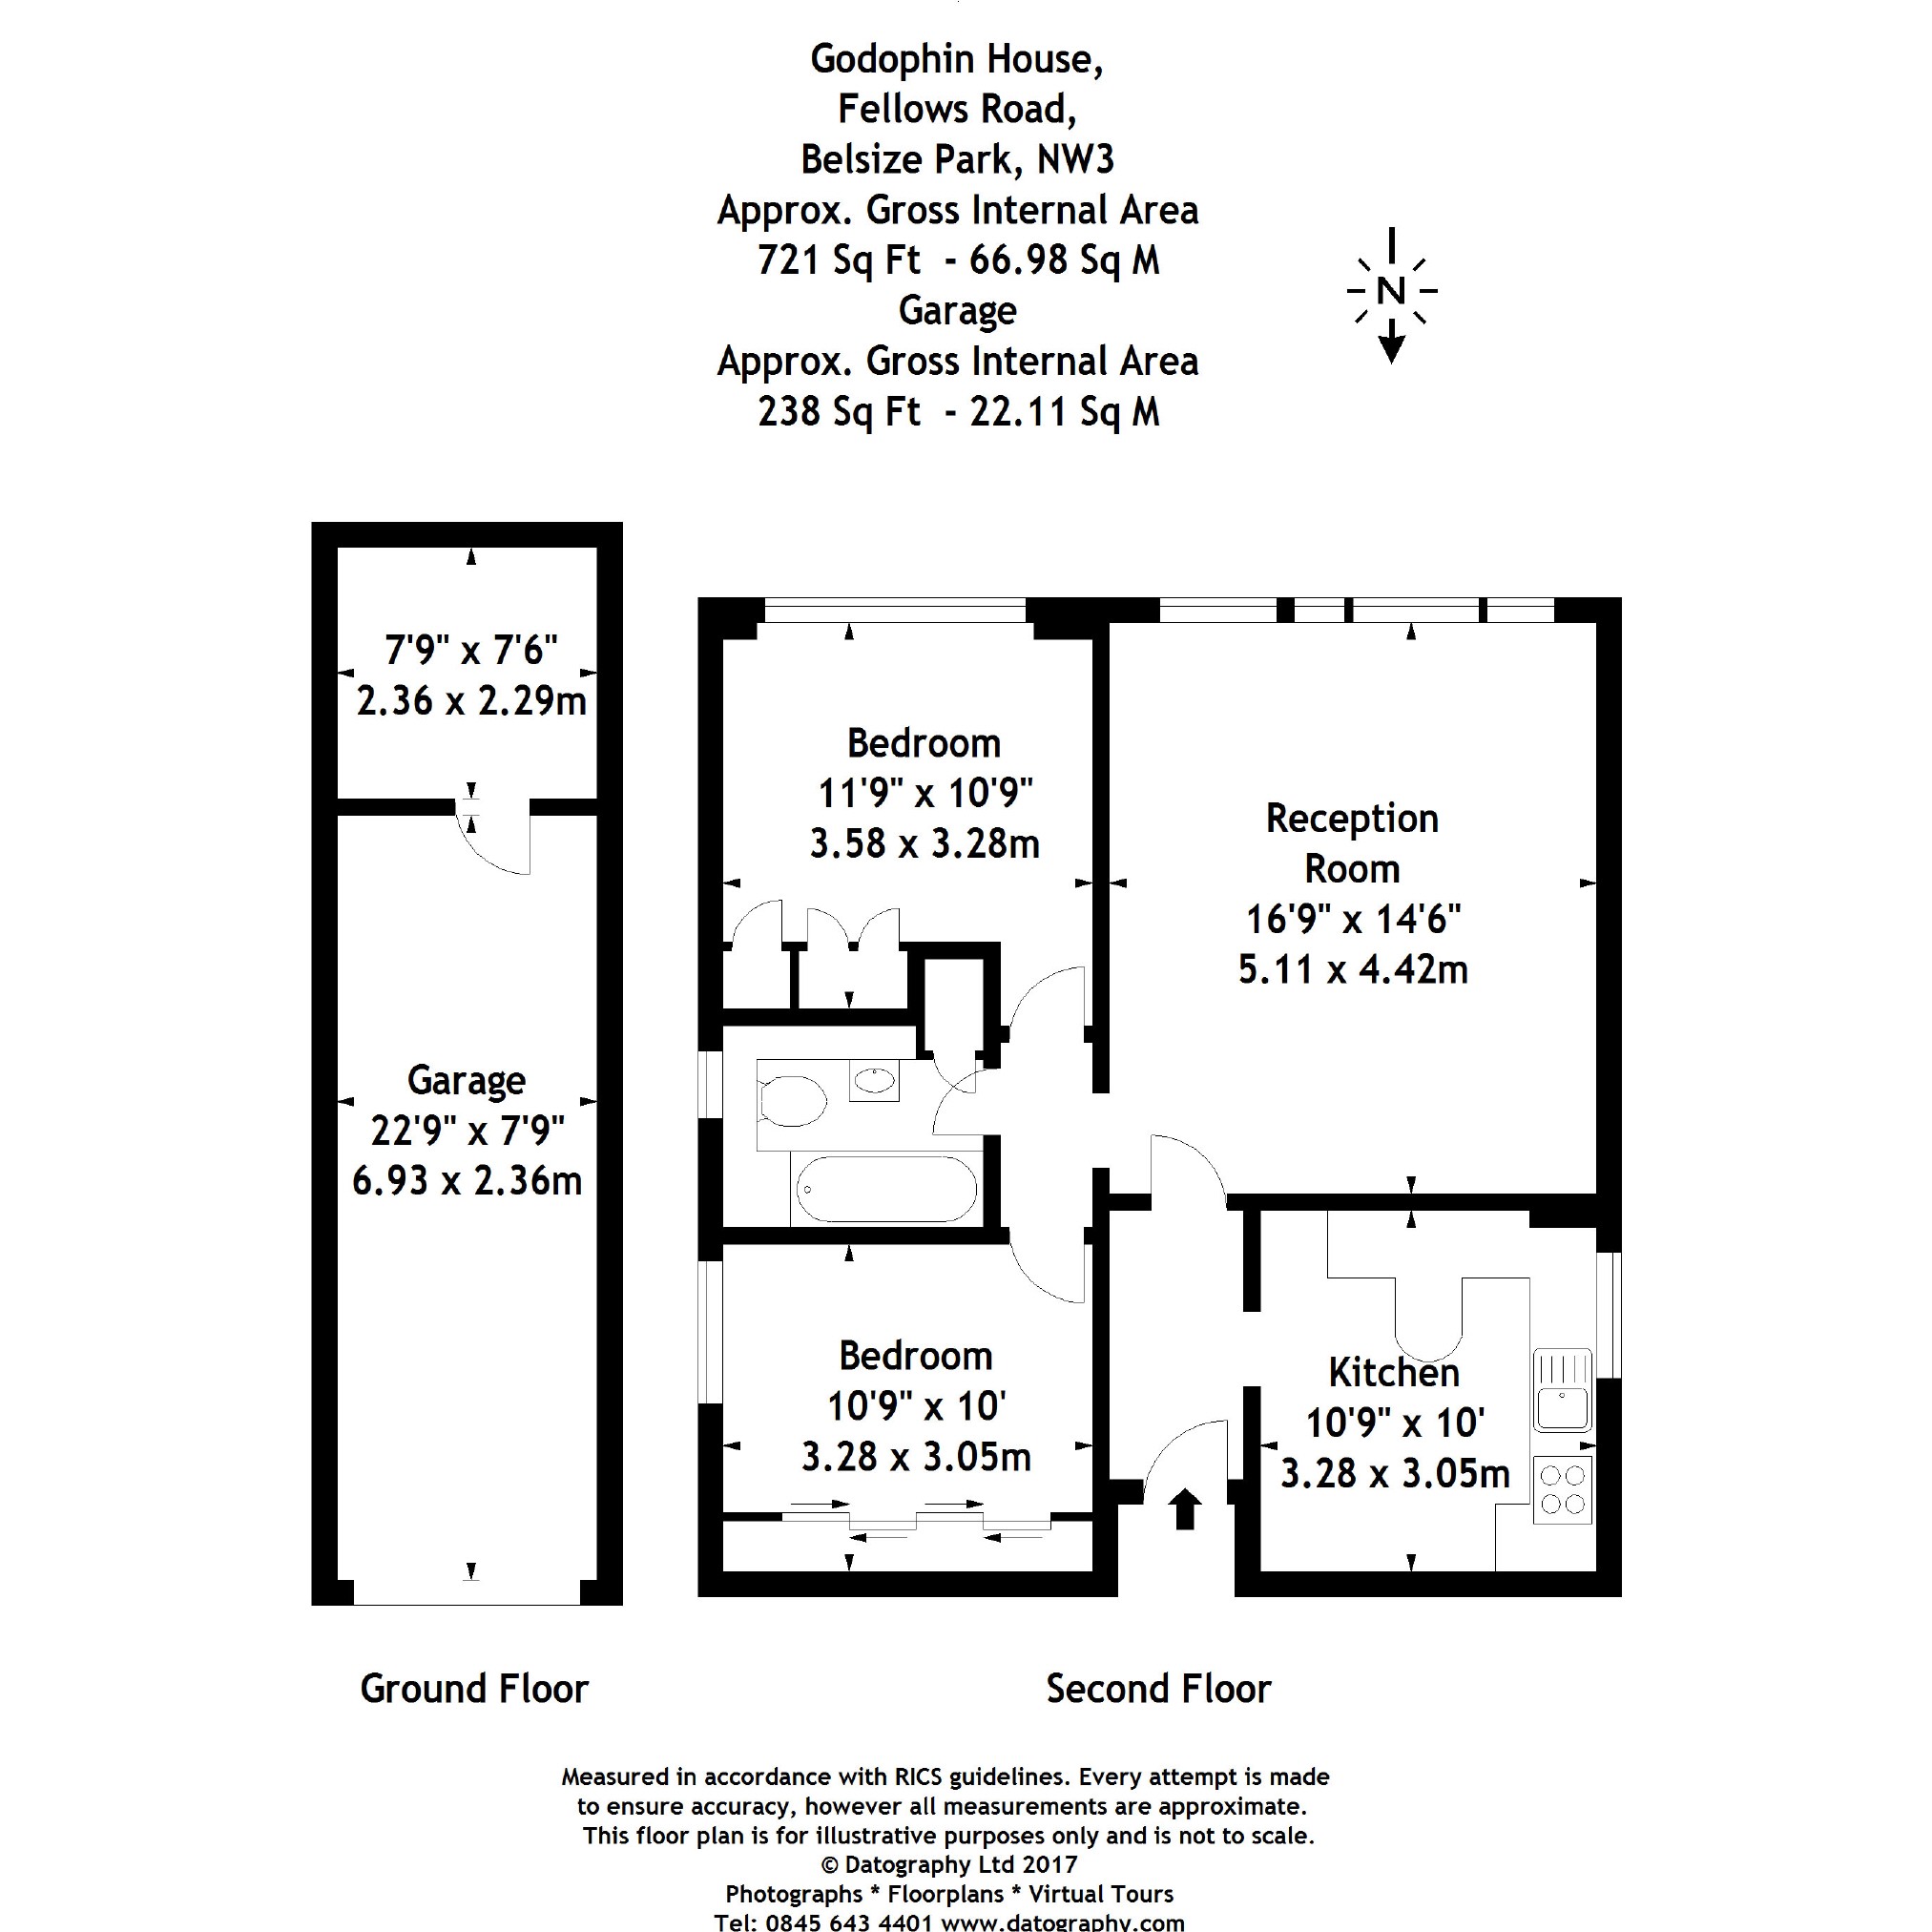 Godophin House,
Fellows Road,
Belsize Park, NW3
Approx. Gross Internal Area
721 Sq Ft - 66.98 Sq M
Garage
Approx. Gross Internal Area
238 Sq Ft - 22.11 Sq M
N
7'9" x 7'6"
2.36 x 2.29m
Bedroom
11'9" x 10'9"
3.58 x 3.28m
Reception
Room
16'9" x 14'6"
5.11 x 4.42m
Garage
22'9" x 7'9"
6.93 x 2.36m
Bedroom
10'9" x 10'
3.28 x 3.05m
Kitchen
10'9" x 10'
3.28 x 3.05m
Ground Floor
Second Floor
Measured in accordance with RICS guidelines. Every attempt is made
to ensure accuracy, however all measurements are approximate.
This floor plan is for illustrative purposes only and is not to scale.
© Datography Ltd 2017
Photographs * Floorplans * Virtual Tours
Tel: 0845 643 4401 www.datography.com